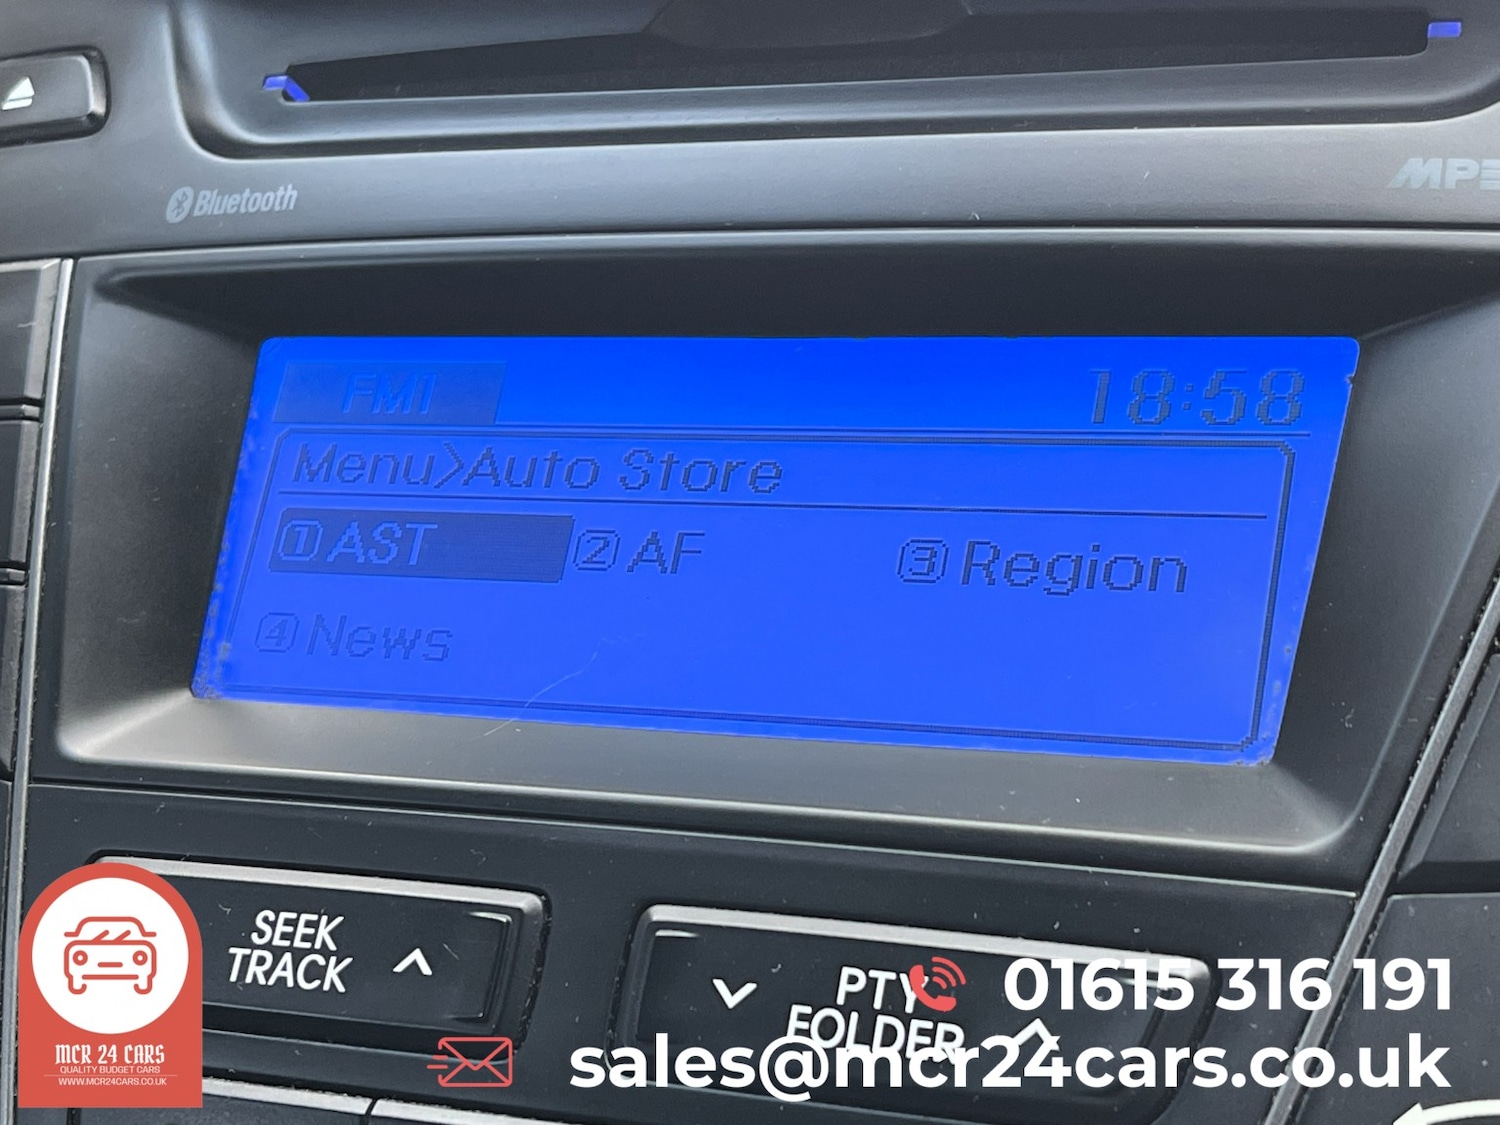 Bluetooth
FM1
18:58
Menu>Auto Store
1 AST
2 AF
3 Region
4 News
SEEK
TRACK
PTY
FOLDER
01615 316 191
sales@mcr24cars.co.uk
MCR 24 CARS
QUALITY BUDGET CARS
WWW.MCR24CARS.CO.UK